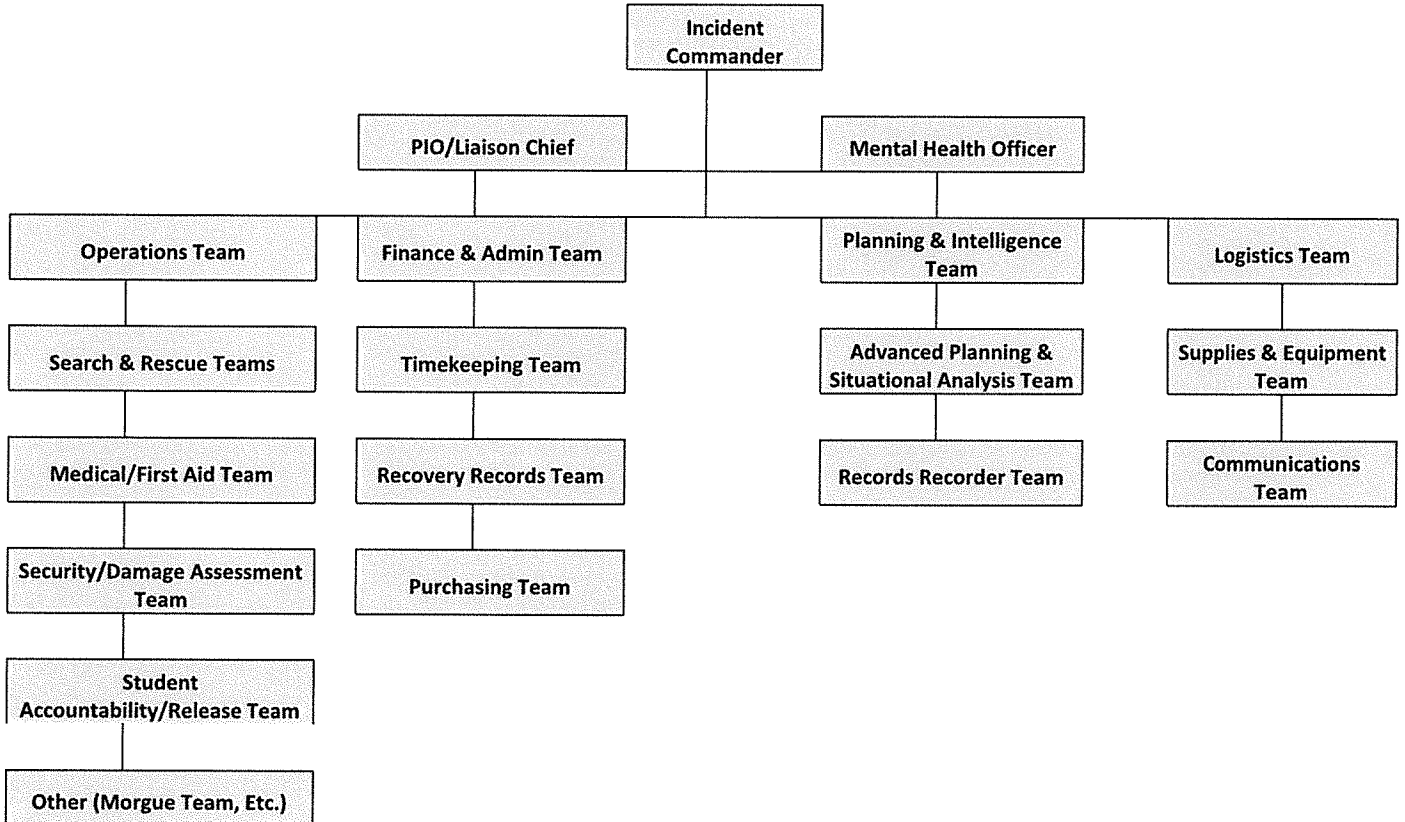 Incident
Commander
PIO/Liaison Chief
Mental Health Officer
Operations Team
Finance & Admin Team
Planning & Intelligence
Team
Logistics Team
Search & Rescue Teams
Timekeeping Team
Advanced Planning &
Situational Analysis Team
Supplies & Equipment
Team
Medical/First Aid Team
Recovery Records Team
Records Recorder Team
Communications
Team
Security/Damage Assessment
Team
Purchasing Team
Student
Accountability/Release Team
Other (Morgue Team, Etc.)